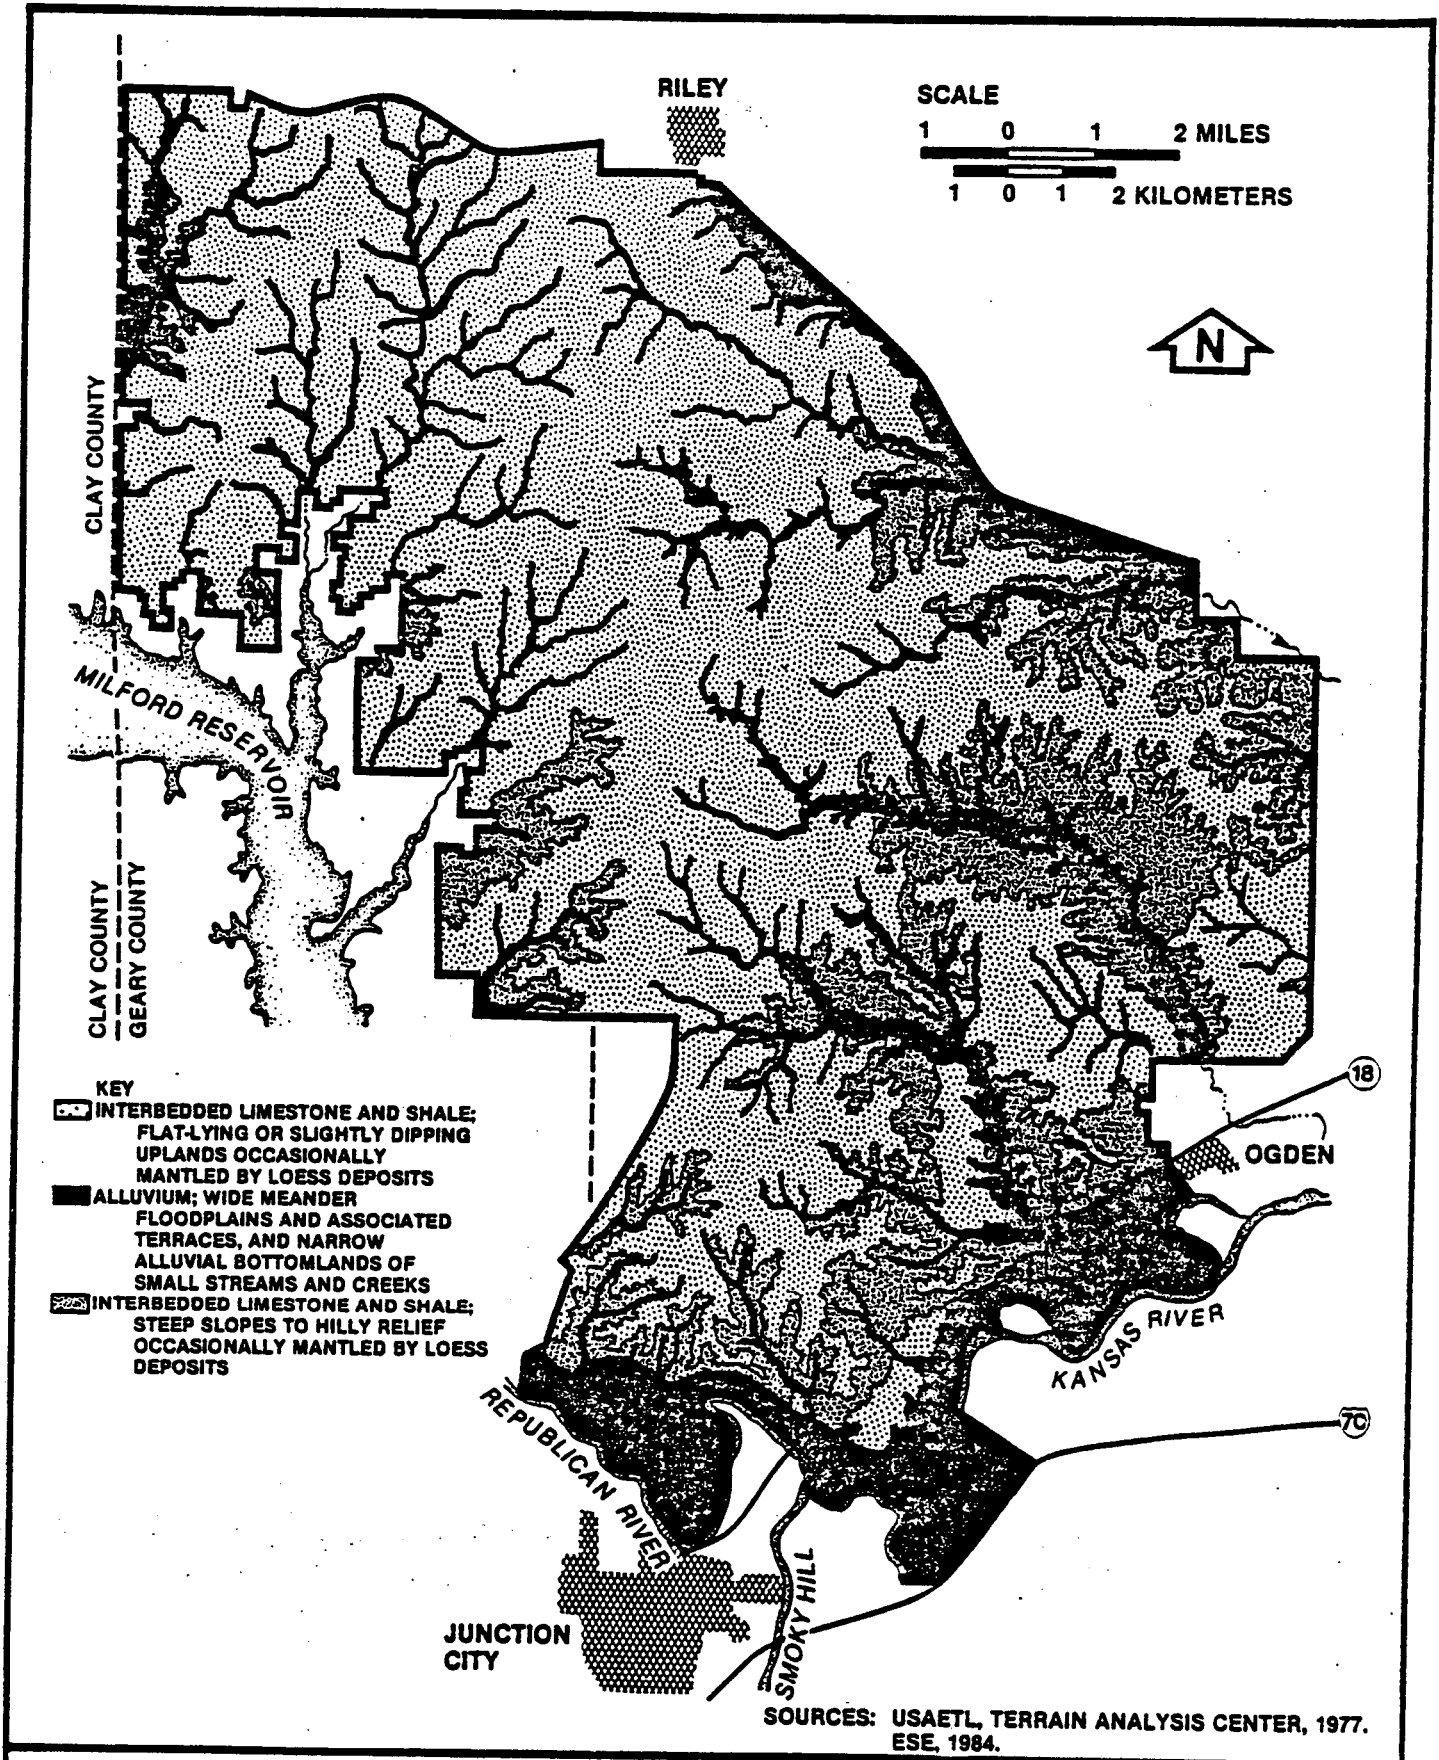 RILEY
SCALE
1 0 1 2 MILES
1 0 1 2 KILOMETERS
N
CLAY COUNTY
MILFORD RESERVOIR
CLAY COUNTY
GEARY COUNTY
KEY
INTERBEDDED LIMESTONE AND SHALE;
FLAT-LYING OR SLIGHTLY DIPPING
UPLANDS OCCASIONALLY
MANTLED BY LOESS DEPOSITS
ALLUVIUM; WIDE MEANDER
FLOODPLAINS AND ASSOCIATED
TERRACES, AND NARROW
ALLUVIAL BOTTOMLANDS OF
SMALL STREAMS AND CREEKS
INTERBEDDED LIMESTONE AND SHALE;
STEEP SLOPES TO HILLY RELIEF
OCCASIONALLY MANTLED BY LOESS
DEPOSITS
18
OGDEN
KANSAS RIVER
70
REPUBLICAN RIVER
SMOKY HILL
JUNCTION
CITY
SOURCES: USAETL, TERRAIN ANALYSIS CENTER, 1977.
ESE, 1984.